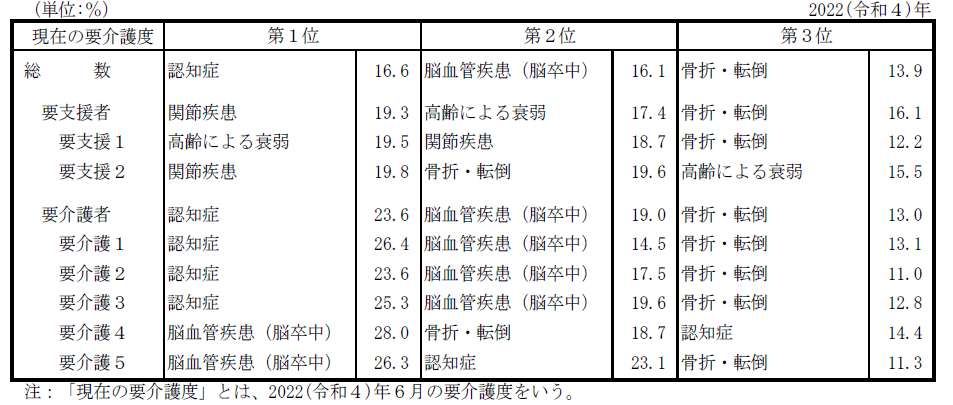 (単位:%) 2022(令和4)年
現在の要介護度 第1位 第2位 第3位
総 数 認知症 16.6 脳血管疾患(脳卒中) 16.1 骨折・転倒 13.9
要支援者 関節疾患 19.3 高齢による衰弱 17.4 骨折・転倒 16.1
要支援1 高齢による衰弱 19.5 関節疾患 18.7 骨折・転倒 12.2
要支援2 関節疾患 19.8 骨折・転倒 19.6 高齢による衰弱 15.5
要介護者 認知症 23.6 脳血管疾患(脳卒中) 19.0 骨折・転倒 13.0
要介護1 認知症 26.4 脳血管疾患(脳卒中) 14.5 骨折・転倒 13.1
要介護2 認知症 23.6 脳血管疾患(脳卒中) 17.5 骨折・転倒 11.0
要介護3 認知症 25.3 脳血管疾患(脳卒中) 19.6 骨折・転倒 12.8
要介護4 脳血管疾患(脳卒中) 28.0 骨折・転倒 18.7 認知症 14.4
要介護5 脳血管疾患(脳卒中) 26.3 認知症 23.1 骨折・転倒 11.3
注:「現在の要介護度」とは、2022(令和4)年6月の要介護度をいう。